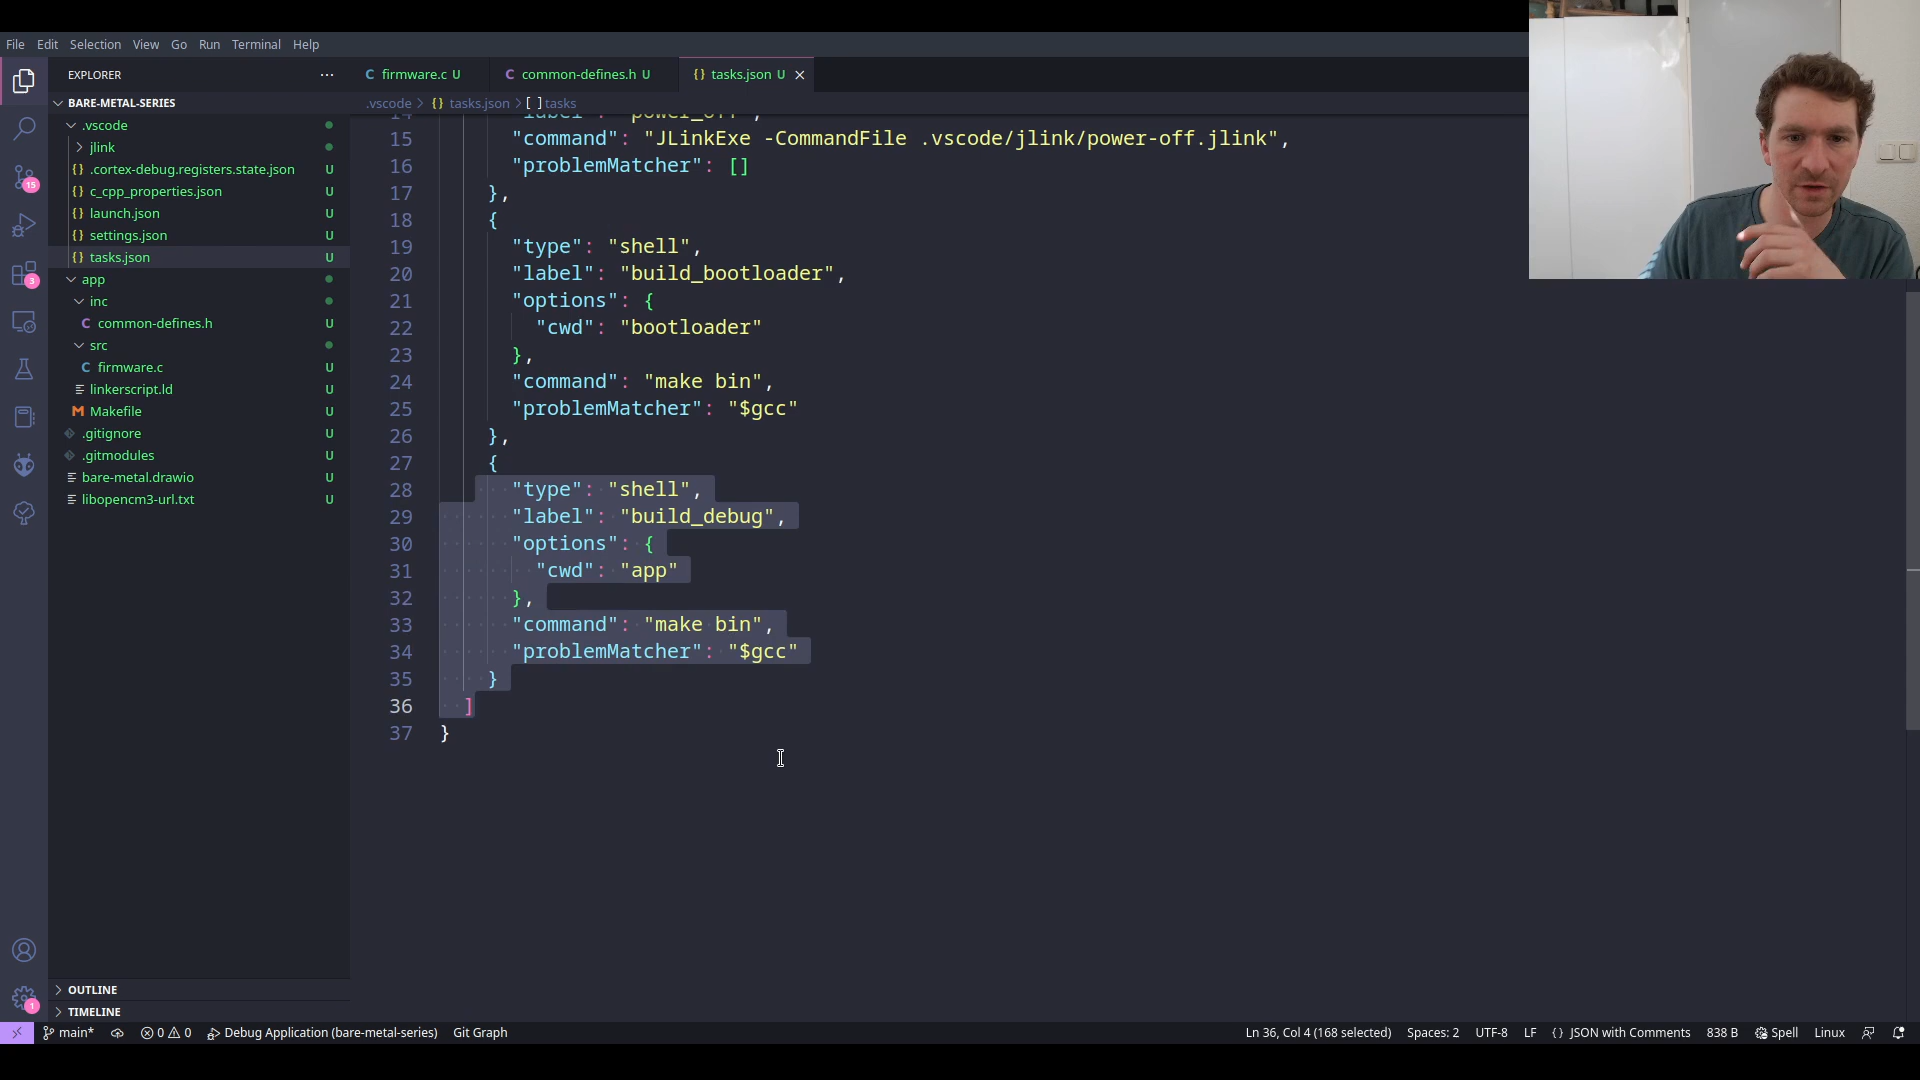 File Edit Selection View Go Run Terminal Help
EXPLORER
firmware.c U
common-defines.h U
tasks.json U
BARE-METAL-SERIES
.vscode > tasks.json > [ ] tasks
.vscode
jlink
.cortex-debug.registers.state.json U
c_cpp_properties.json U
launch.json U
settings.json U
tasks.json U
app
inc
common-defines.h U
src
firmware.c U
linkerscript.ld U
Makefile U
.gitignore U
.gitmodules U
bare-metal.drawio U
libopencm3-url.txt U
15
3
1
14 "label": "power_off",
15 "command": "JLinkExe -CommandFile .vscode/jlink/power-off.jlink",
16 "problemMatcher": []
17 },
18 {
19 "type": "shell",
20 "label": "build_bootloader",
21 "options": {
22 "cwd": "bootloader"
23 },
24 "command": "make bin",
25 "problemMatcher": "$gcc"
26 },
27 {
28 "type": "shell",
29 "label": "build_debug",
30 "options": {
31 "cwd": "app"
32 },
33 "command": "make bin",
34 "problemMatcher": "$gcc"
35 }
36 ]
37 }
OUTLINE
TIMELINE
main* 0 0 Debug Application (bare-metal-series) Git Graph Ln 36, Col 4 (168 selected) Spaces: 2 UTF-8 LF {} JSON with Comments 838 B Spell Linux